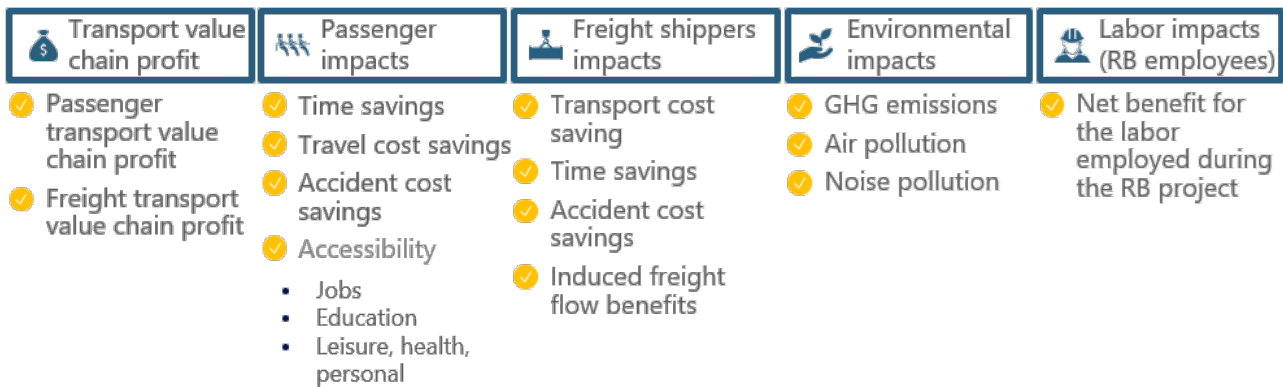 Transport value
chain profit
Passenger
transport value
chain profit
Freight transport
value chain profit
Passenger
impacts
Time savings
Travel cost savings
Accident cost
savings
Accessibility
• Jobs
• Education
• Leisure, health,
personal
Freight shippers
impacts
Transport cost
saving
Time savings
Accident cost
savings
Induced freight
flow benefits
Environmental
impacts
GHG emissions
Air pollution
Noise pollution
Labor impacts
(RB employees)
Net benefit for
the labor
employed during
the RB project